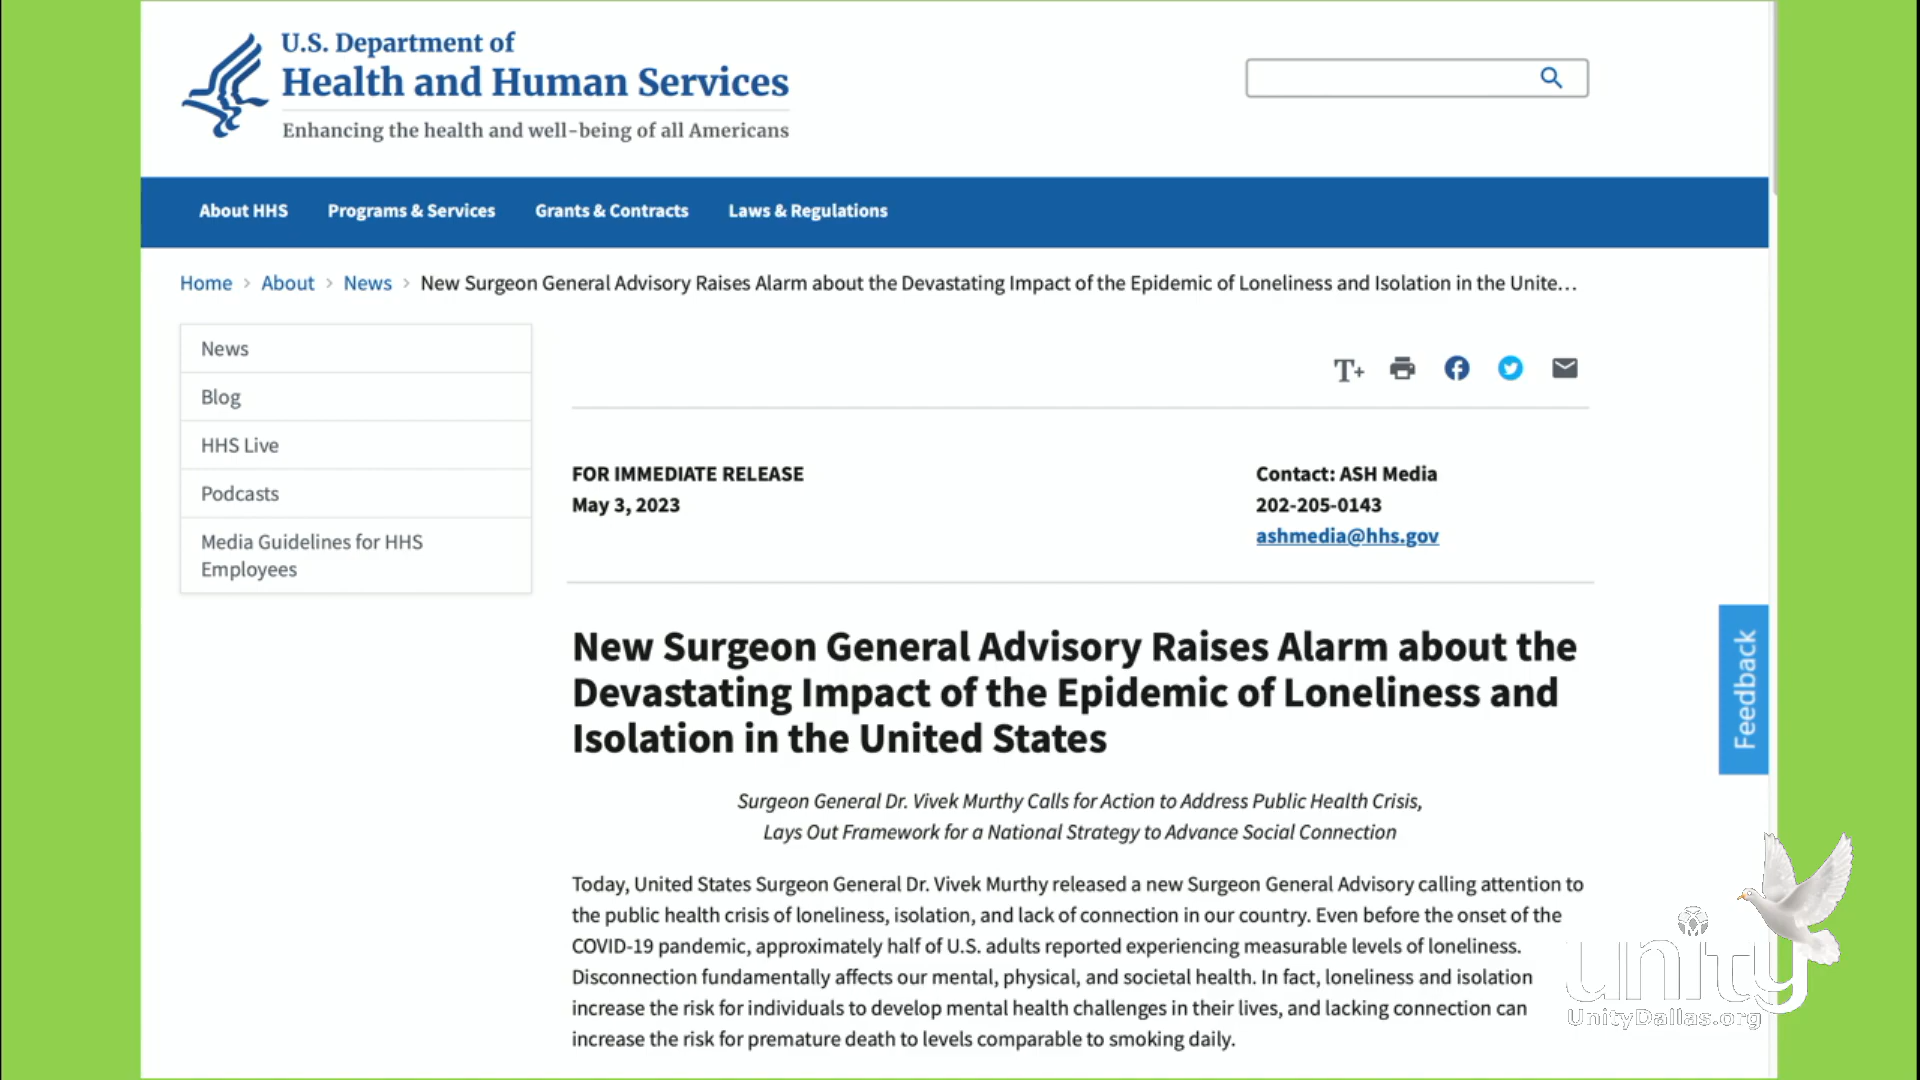 U.S. Department of
Health and Human Services
Enhancing the health and well-being of all Americans
About HHS Programs & Services Grants & Contracts Laws & Regulations
Home > About > News > New Surgeon General Advisory Raises Alarm about the Devastating Impact of the Epidemic of Loneliness and Isolation in the Unite...
News
Blog
HHS Live
Podcasts
Media Guidelines for HHS
Employees
T+
FOR IMMEDIATE RELEASE
May 3, 2023
Contact: ASH Media
202-205-0143
ashmedia@hhs.gov
New Surgeon General Advisory Raises Alarm about the
Devastating Impact of the Epidemic of Loneliness and
Isolation in the United States
Surgeon General Dr. Vivek Murthy Calls for Action to Address Public Health Crisis,
Lays Out Framework for a National Strategy to Advance Social Connection
Today, United States Surgeon General Dr. Vivek Murthy released a new Surgeon General Advisory calling attention to
the public health crisis of loneliness, isolation, and lack of connection in our country. Even before the onset of the
COVID-19 pandemic, approximately half of U.S. adults reported experiencing measurable levels of loneliness.
Disconnection fundamentally affects our mental, physical, and societal health. In fact, loneliness and isolation
increase the risk for individuals to develop mental health challenges in their lives, and lacking connection can
increase the risk for premature death to levels comparable to smoking daily.
Feedback
unity
UnityDallas.org